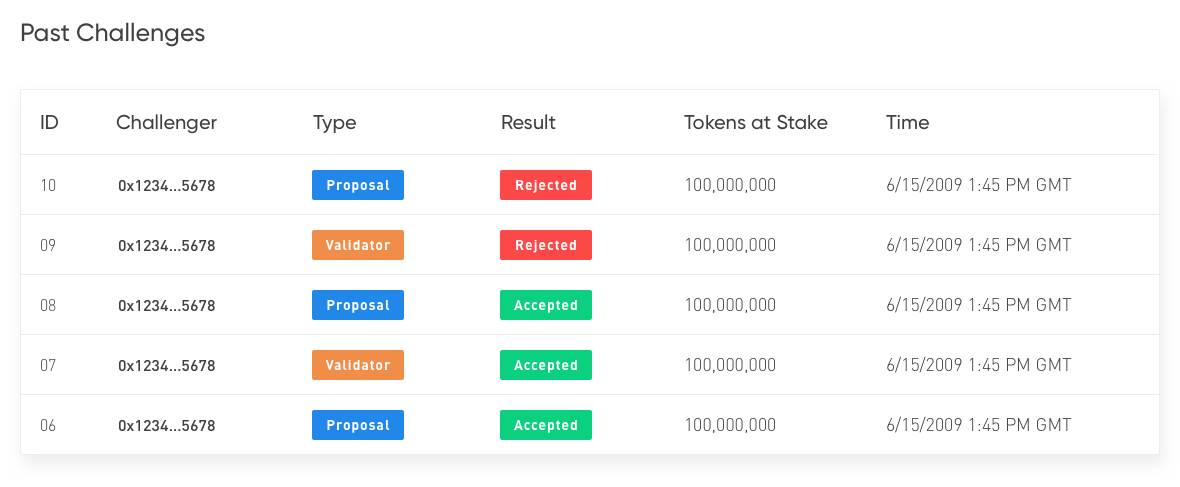 Past Challenges
ID Challenger Type Result Tokens at Stake Time
10 0x1234...5678 Proposal Rejected 100,000,000 6/15/2009 1:45 PM GMT
09 0x1234...5678 Validator Rejected 100,000,000 6/15/2009 1:45 PM GMT
08 0x1234...5678 Proposal Accepted 100,000,000 6/15/2009 1:45 PM GMT
07 0x1234...5678 Validator Accepted 100,000,000 6/15/2009 1:45 PM GMT
06 0x1234...5678 Proposal Accepted 100,000,000 6/15/2009 1:45 PM GMT